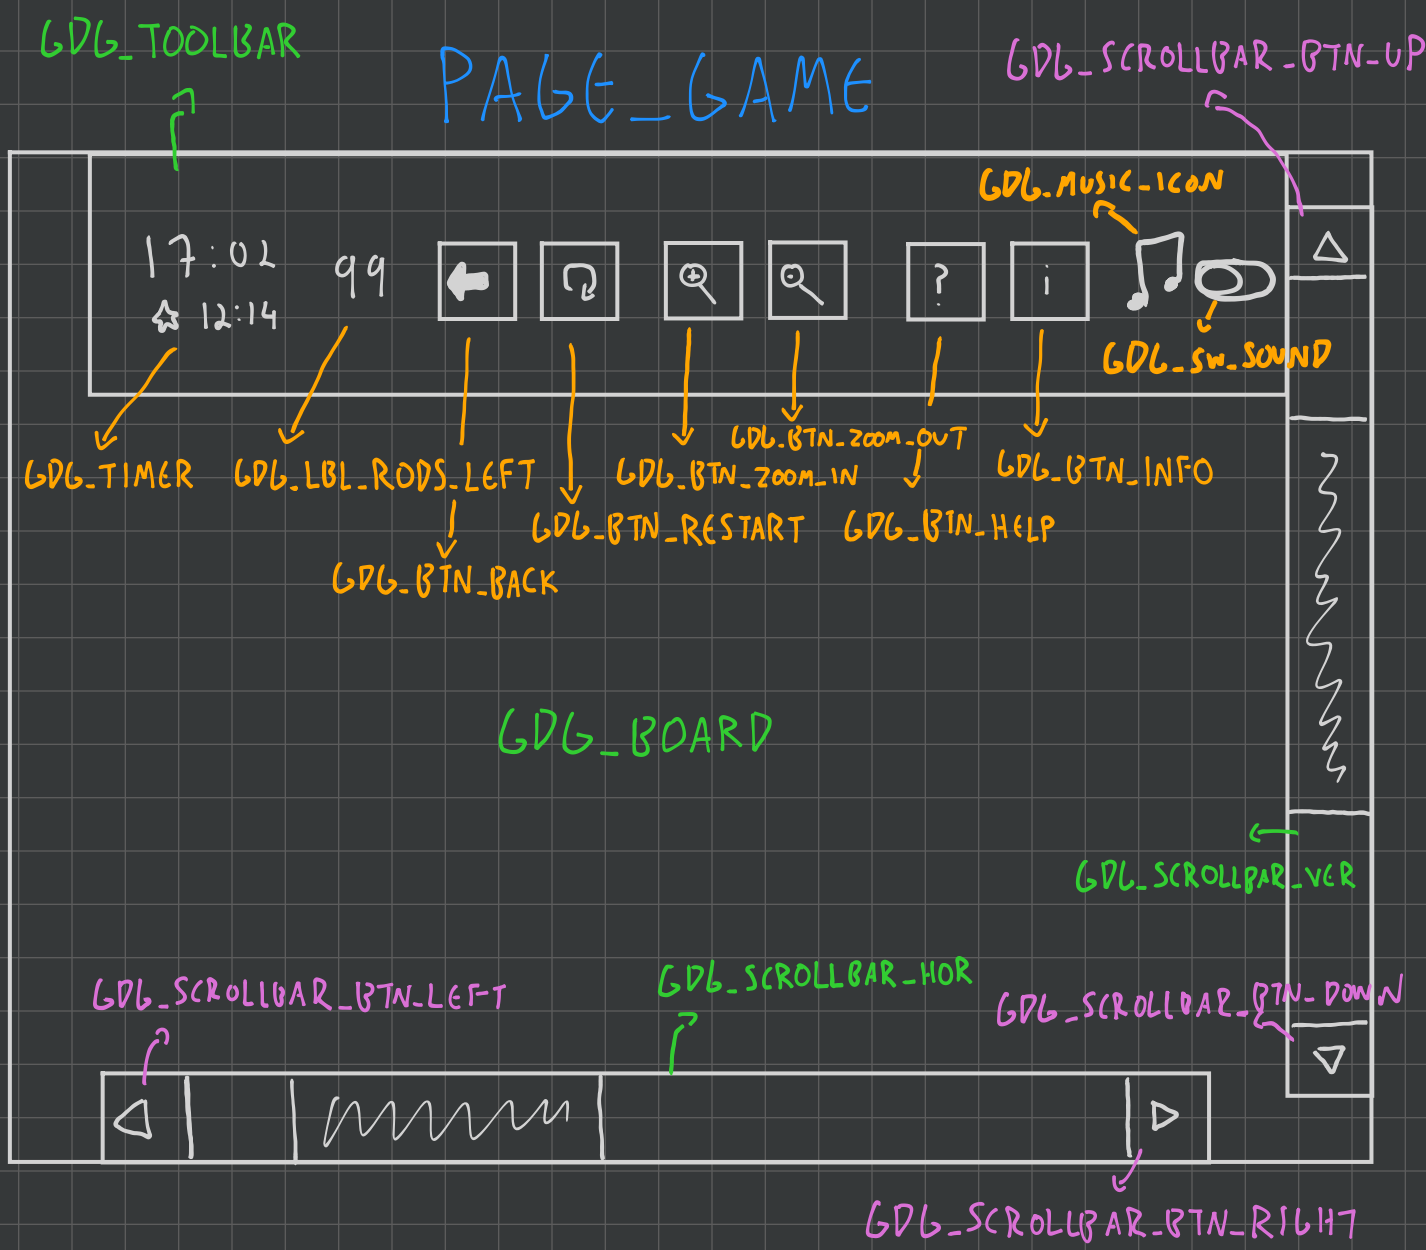 GDG_TOOLBAR
PAGE_GAME
GDG_SCROLLBAR_BTN_UP
GDG_MUSIC_ICON
17:02
99
? i
12:14
GDG_SW_SOUND
GDG_BTN_ZOOM_OUT
GDG_TIMER
GDG_LBL_RODS_LEFT
GDG_BTN_ZOOM_IN
GDG_BTN_INFO
GDG_BTN_RESTART
GDG_BTN_HELP
GDG_BTN_BACK
GDG_BOARD
GDG_SCROLLBAR_VER
GDG_SCROLLBAR_BTN_LEFT
GDG_SCROLLBAR_HOR
GDG_SCROLLBAR_BTN_DOWN
GDG_SCROLLBAR_BTN_RIGHT